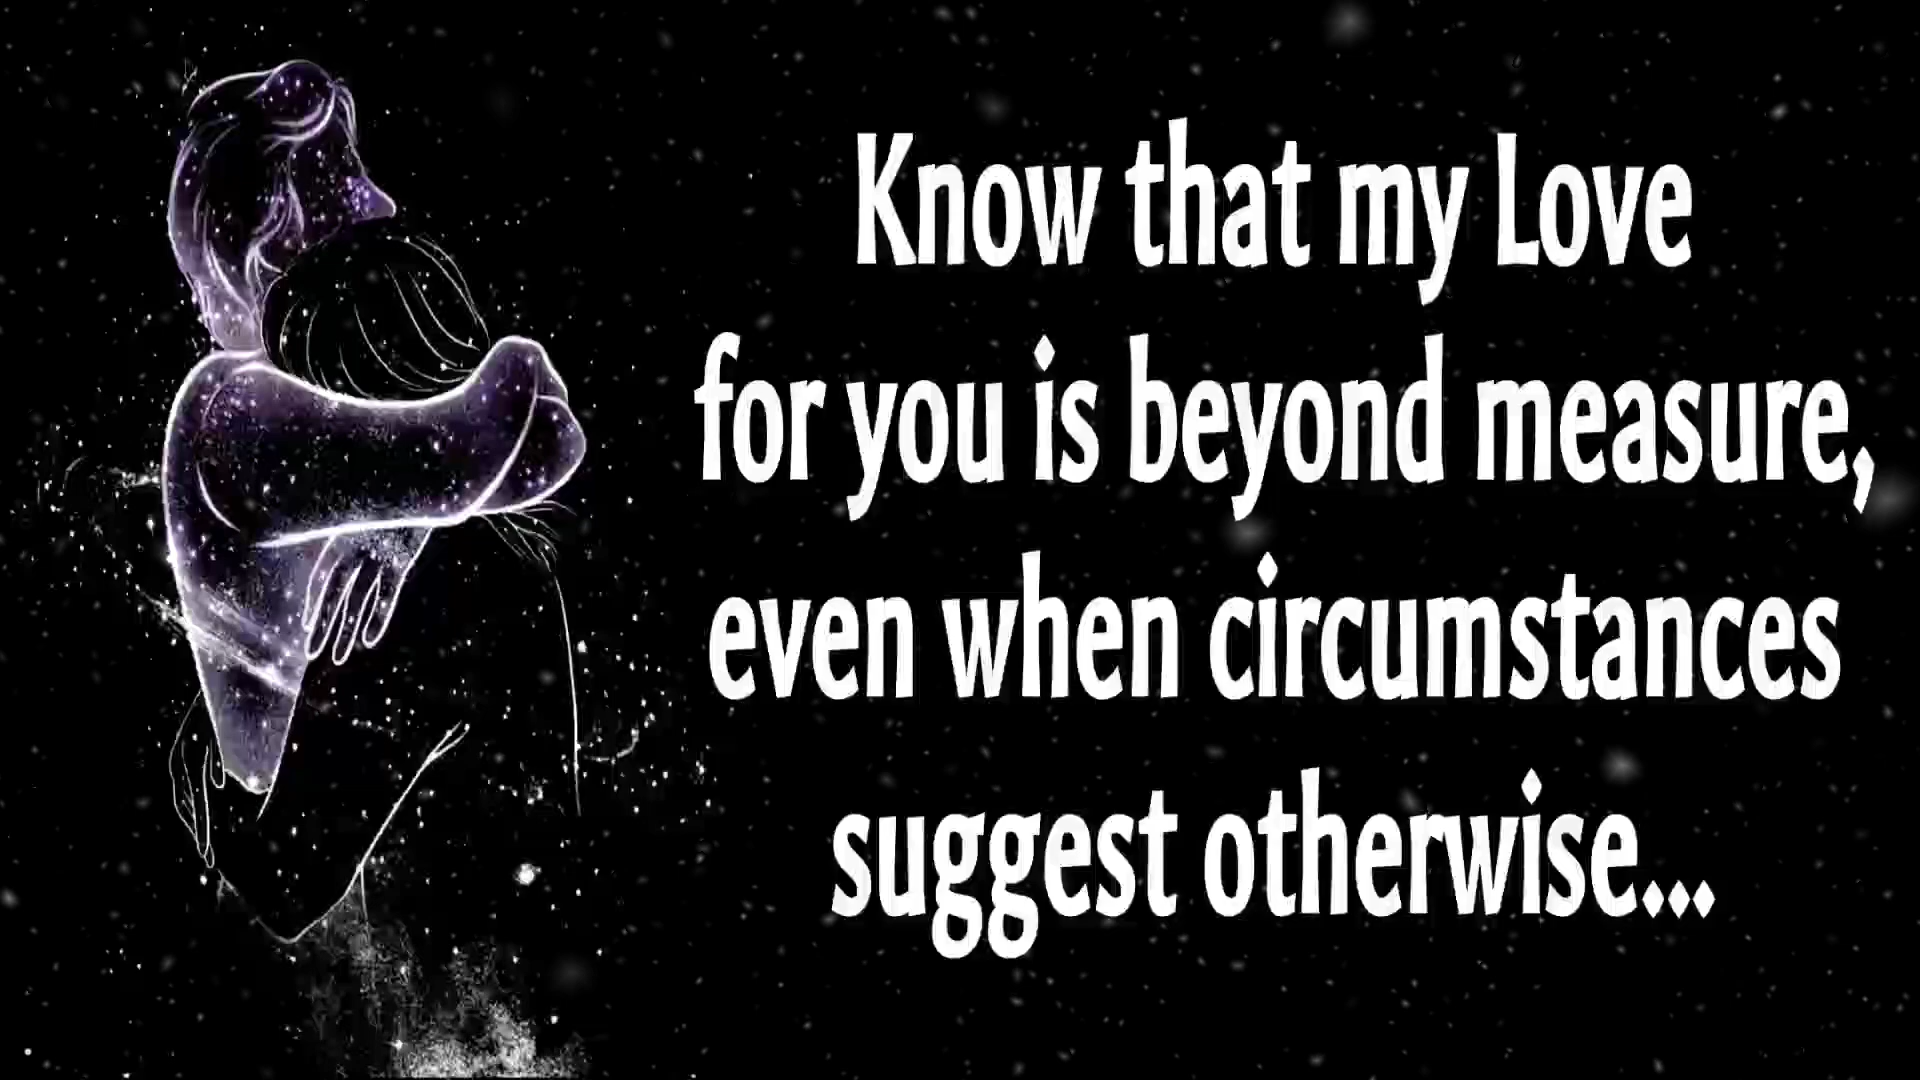 Know that my Love
for you is beyond measure,
even when circumstances
suggest otherwise...